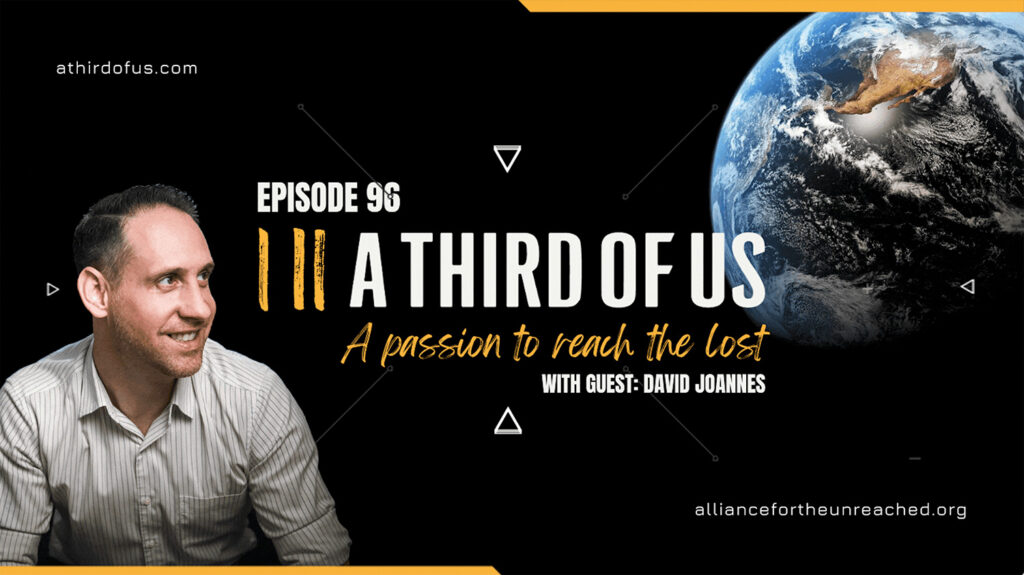 athirdofus.com
EPISODE 96
A THIRD OF US
A passion to reach the lost
WITH GUEST: DAVID JOANNES
alliancefortheunreached.org